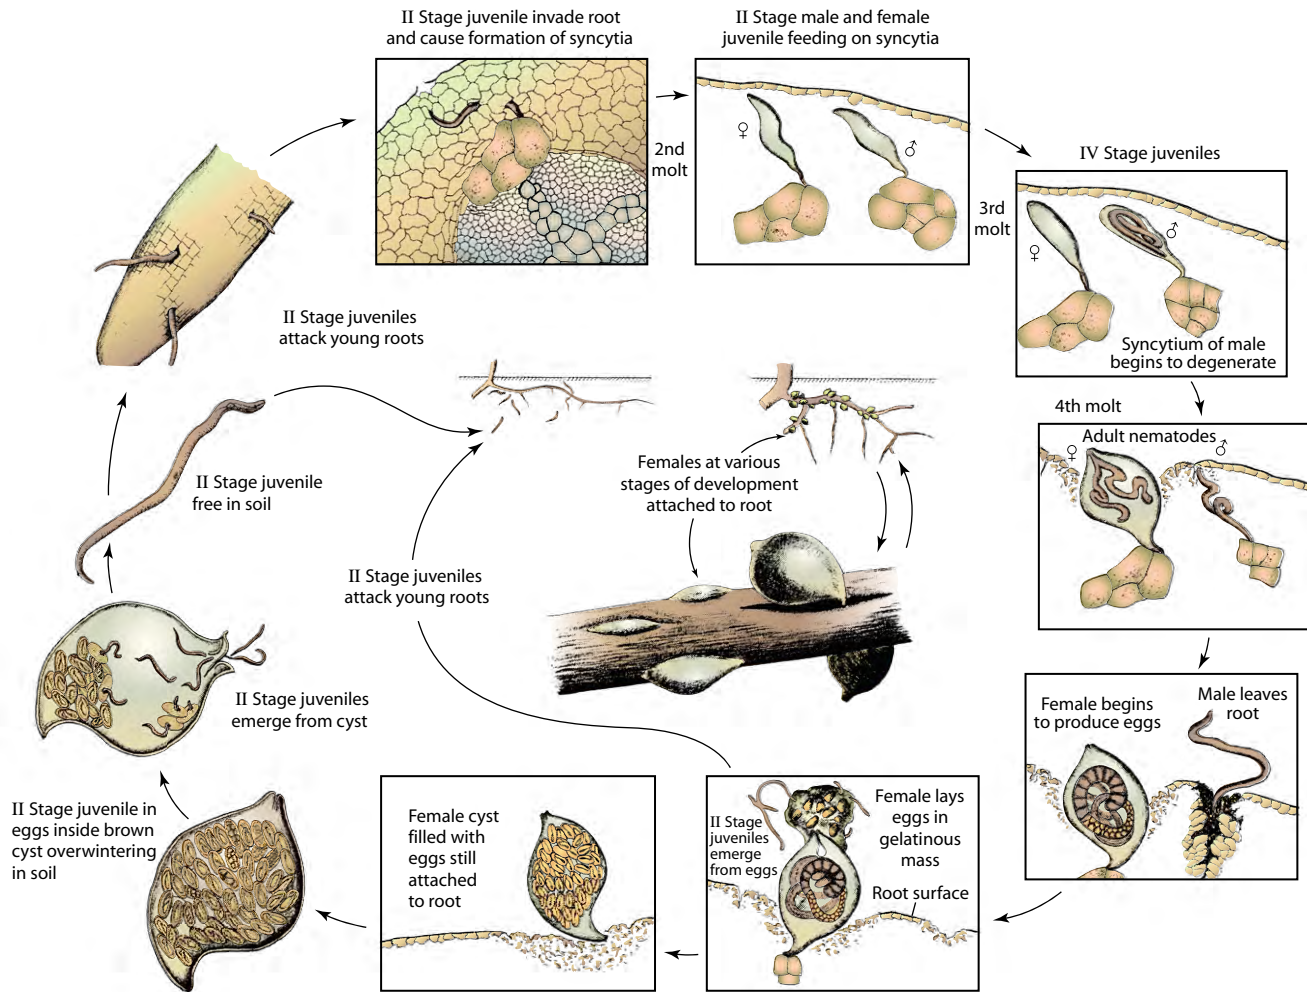 II Stage juvenile invade root
and cause formation of syncytia
2nd
molt
II Stage male and female
juvenile feeding on syncytia
♀
♂
3rd
molt
IV Stage juveniles
♀
♂
Syncytium of male
begins to degenerate
4th molt
Adult nematodes
♀
♂
Female begins
to produce eggs
Male leaves
root
Female lays
eggs in
gelatinous
mass
II Stage
juveniles
emerge
from eggs
Root surface
Female cyst
filled with
eggs still
attached
to root
II Stage juvenile in
eggs inside brown
cyst overwintering
in soil
II Stage juveniles
emerge from cyst
II Stage juvenile
free in soil
II Stage juveniles
attack young roots
II Stage juveniles
attack young roots
Females at various
stages of development
attached to root